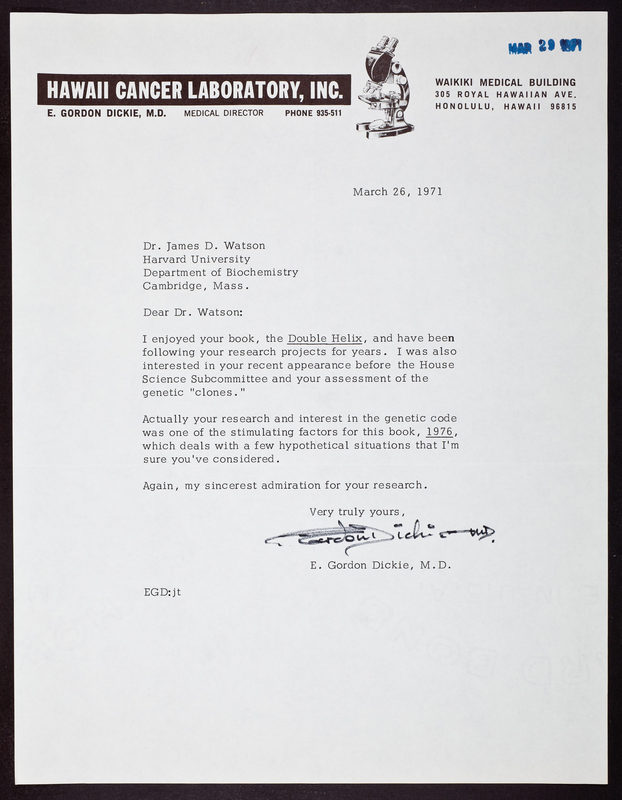 MAR 29 1971
HAWAII CANCER LABORATORY, INC.
E. GORDON DICKIE, M.D. MEDICAL DIRECTOR PHONE 935-511
WAIKIKI MEDICAL BUILDING
305 ROYAL HAWAIIAN AVE.
HONOLULU, HAWAII 96815
March 26, 1971
Dr. James D. Watson
Harvard University
Department of Biochemistry
Cambridge, Mass.
Dear Dr. Watson:
I enjoyed your book, the Double Helix, and have been
following your research projects for years. I was also
interested in your recent appearance before the House
Science Subcommittee and your assessment of the
genetic "clones."
Actually your research and interest in the genetic code
was one of the stimulating factors for this book, 1976,
which deals with a few hypothetical situations that I'm
sure you've considered.
Again, my sincerest admiration for your research.
Very truly yours,
E. Gordon Dickie M.D.
E. Gordon Dickie, M.D.
EGD:jt